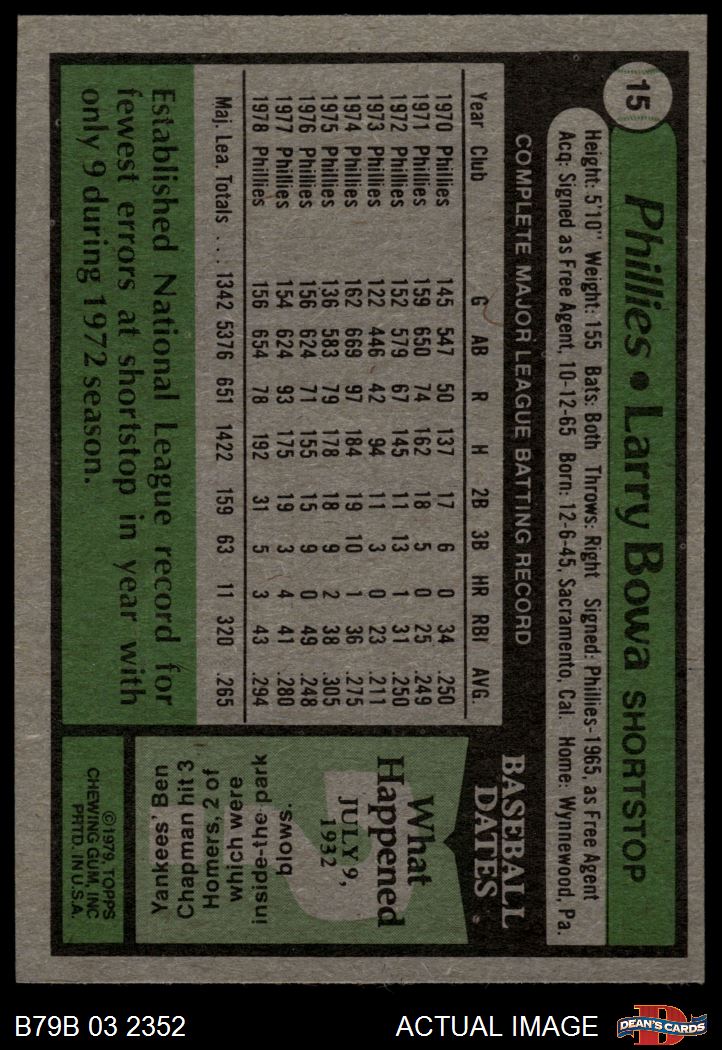 15
Phillies • Larry Bowa SHORTSTOP
Height: 5'10" Weight: 155 Bats: Both Throws: Right Signed: Phillies-1965, as Free Agent
Acq: Signed as Free Agent, 10-12-65 Born: 12-6-45, Sacramento, Cal. Home: Wynnewood, Pa.
COMPLETE MAJOR LEAGUE BATTING RECORD
Year Club G AB R H 2B 3B HR RBI AVG.
1970 Phillies 145 547 50 137 17 6 0 34 .250
1971 Phillies 159 650 74 162 18 5 0 25 .249
1972 Phillies 152 579 67 145 11 13 1 31 .250
1973 Phillies 122 446 42 94 11 3 0 23 .211
1974 Phillies 162 669 97 184 19 10 1 36 .275
1975 Phillies 136 583 79 178 18 9 2 38 .305
1976 Phillies 156 624 71 155 15 9 0 49 .248
1977 Phillies 154 624 93 175 19 3 4 41 .280
1978 Phillies 156 654 78 192 31 5 3 43 .294
Maj. Lea. Totals . . . 1342 5376 651 1422 159 63 11 320 .265
Established National League record for
fewest errors at shortstop in year with
only 9 during 1972 season.
BASEBALL
DATES
What
Happened
JULY 9,
1932
Yankees' Ben
Chapman hit 3
Homers, 2 of
which were
inside-the park
blows.
©1979, TOPPS
CHEWING GUM, INC
PRTD. IN U.S.A.
B79B 03 2352
ACTUAL IMAGE
D
DEAN'S CARDS